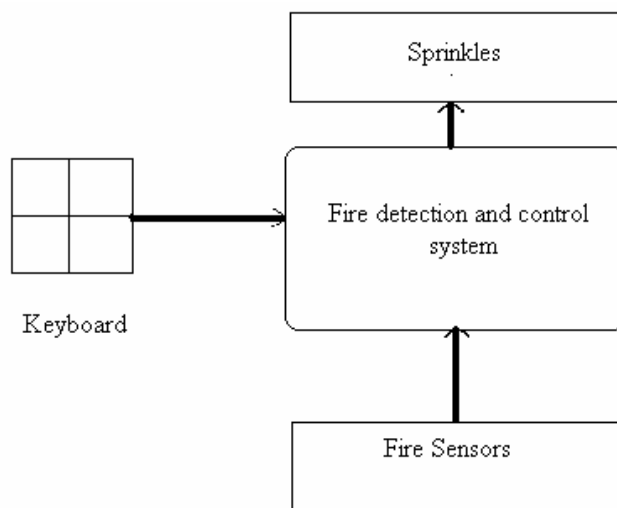 Sprinkles
Fire detection and control
system
Keyboard
Fire Sensors